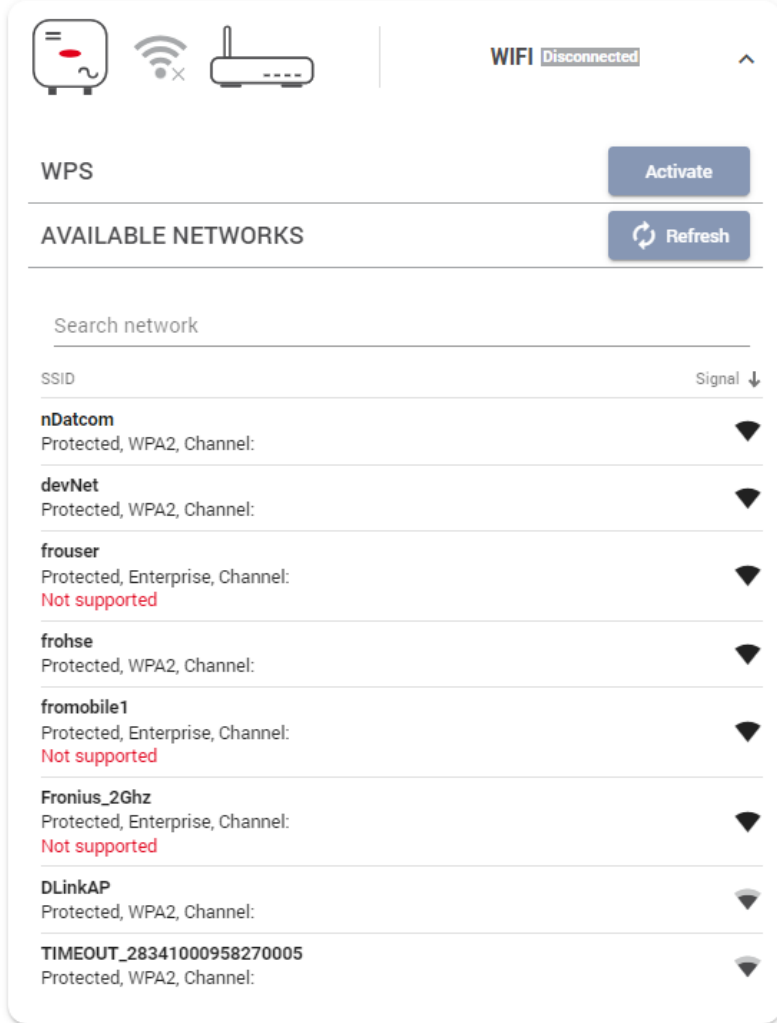 WIFI Disconnected
WPS
Activate
AVAILABLE NETWORKS
Refresh
Search network
SSID
Signal
nDatcom
Protected, WPA2, Channel:
devNet
Protected, WPA2, Channel:
frouser
Protected, Enterprise, Channel:
Not supported
frohse
Protected, WPA2, Channel:
fromobile1
Protected, Enterprise, Channel:
Not supported
Fronius_2Ghz
Protected, Enterprise, Channel:
Not supported
DLinkAP
Protected, WPA2, Channel:
TIMEOUT_28341000958270005
Protected, WPA2, Channel: